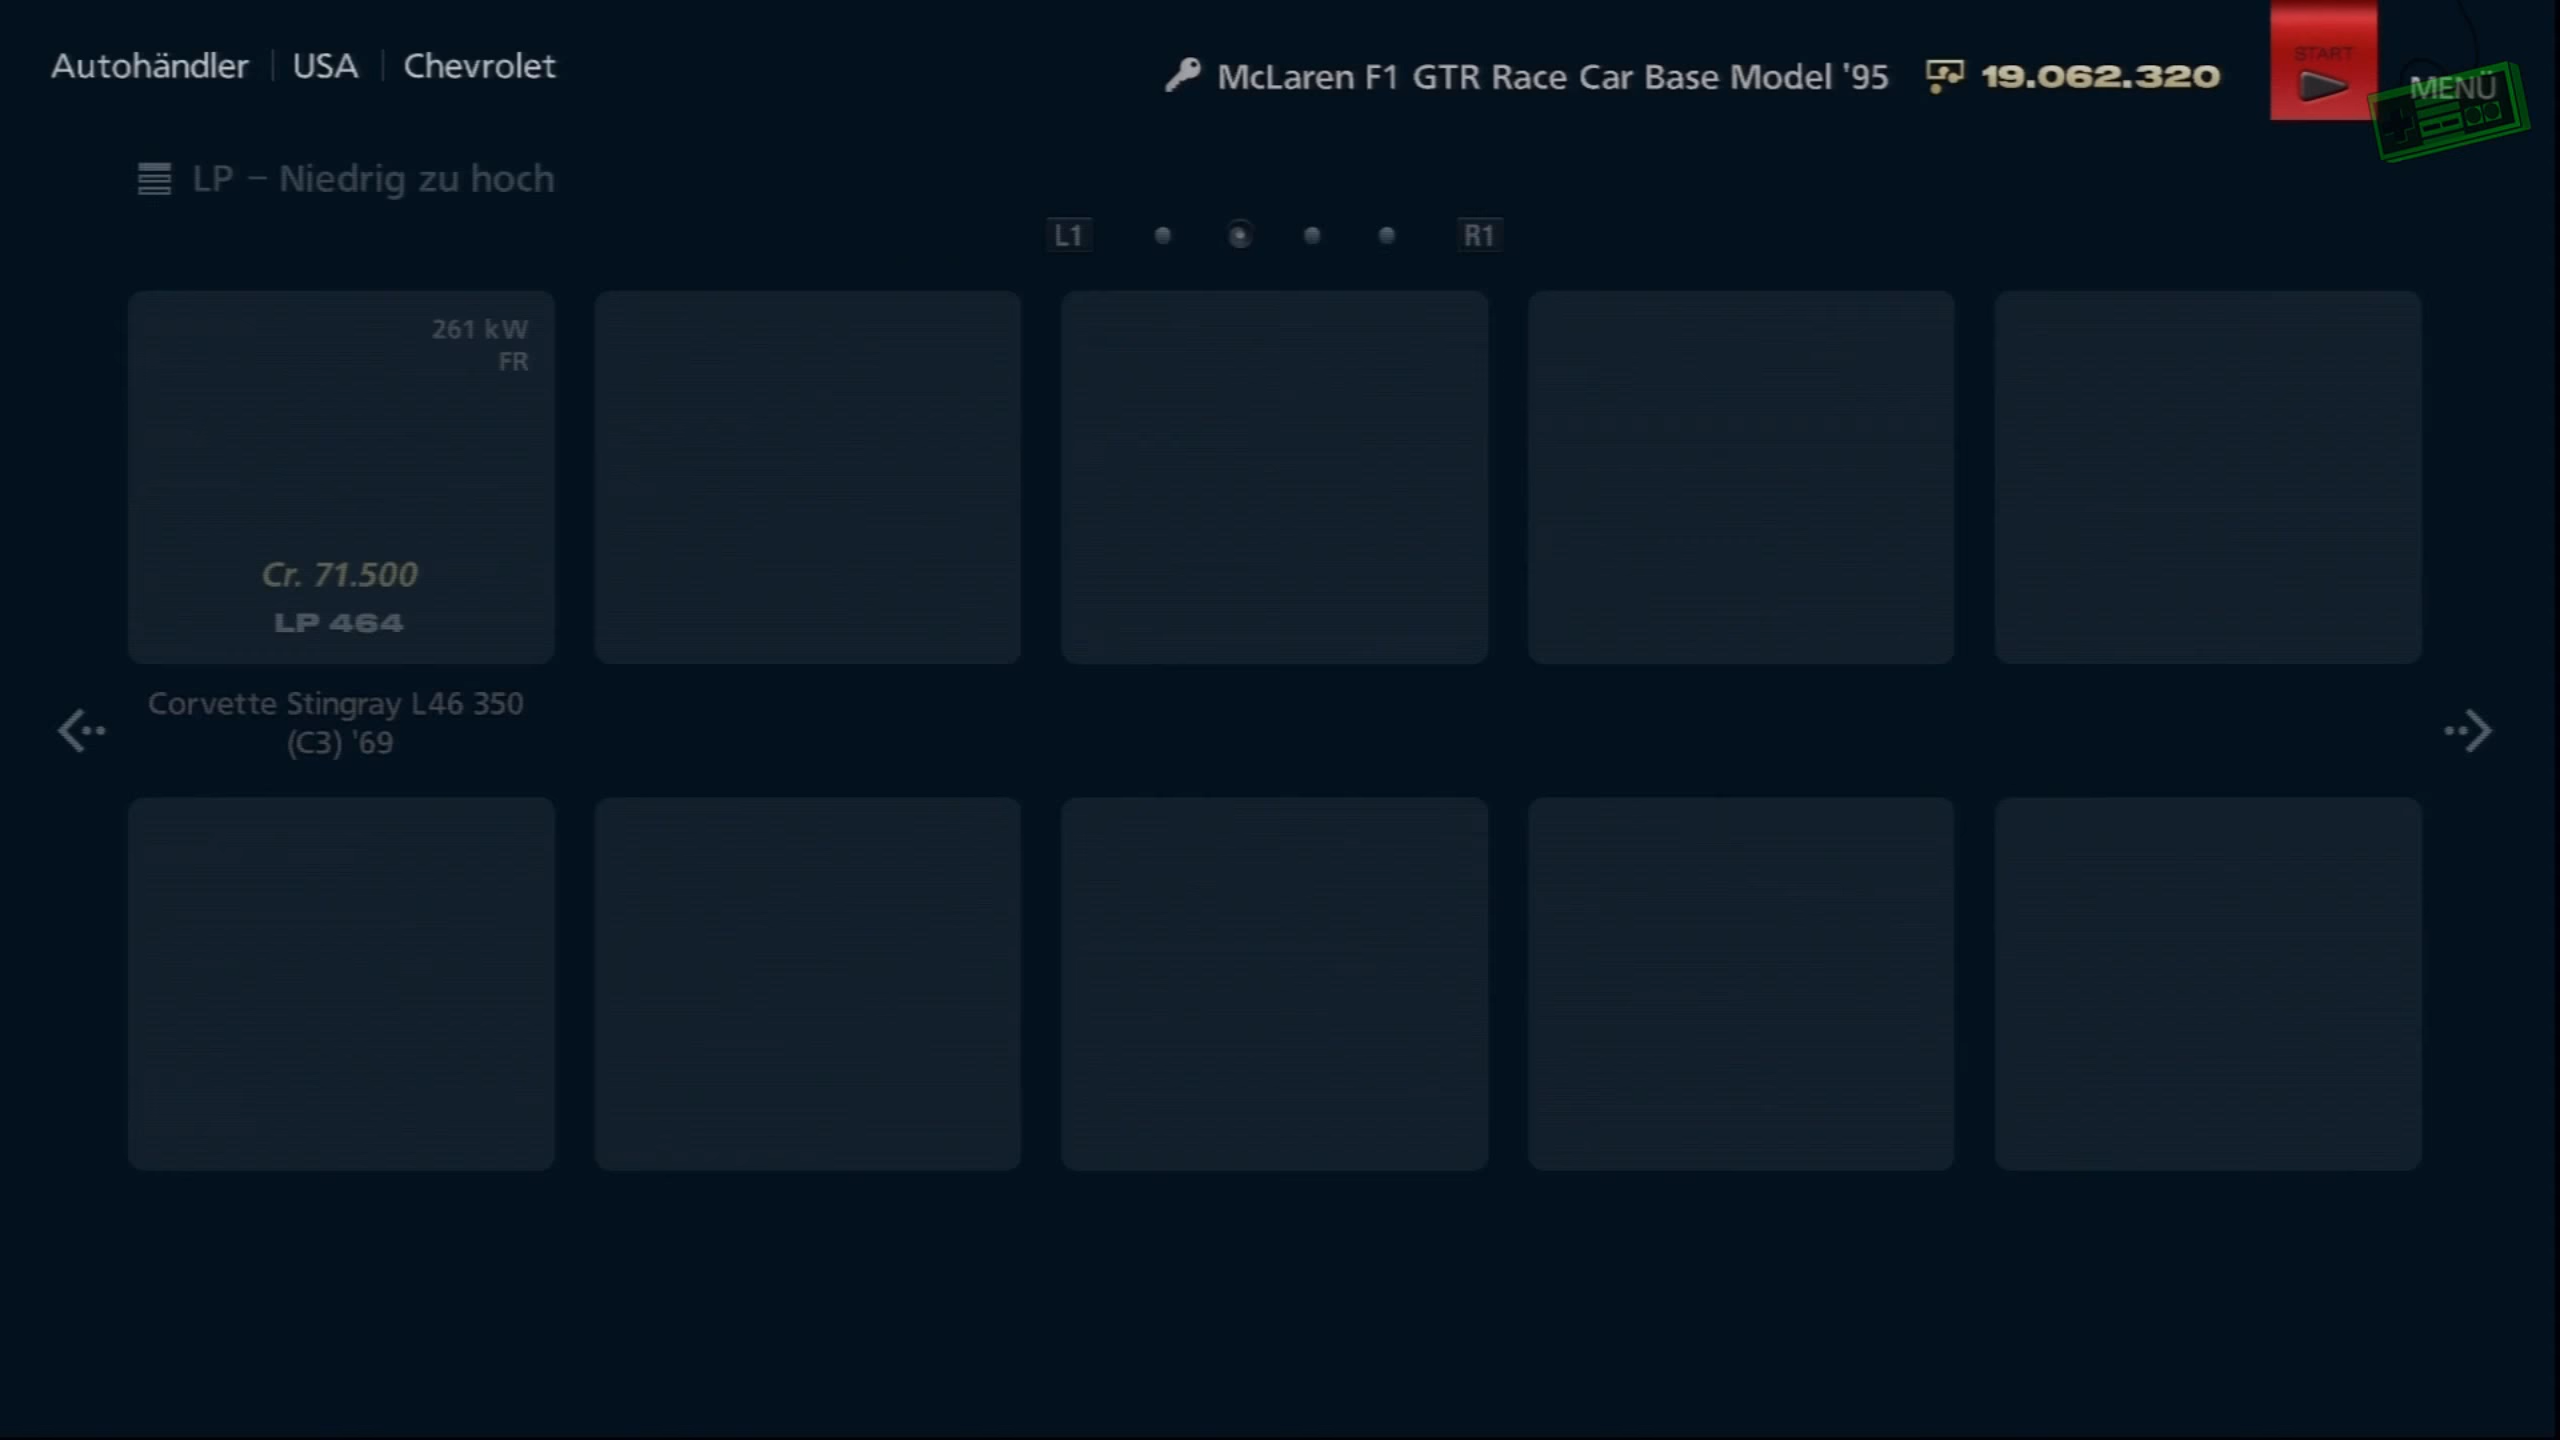 Autohändler | USA | Chevrolet
McLaren F1 GTR Race Car Base Model '95
19.062.320
START
MENÜ
LP – Niedrig zu hoch
L1
R1
261 kW
FR
Cr. 71.500
LP 464
Corvette Stingray L46 350
(C3) '69